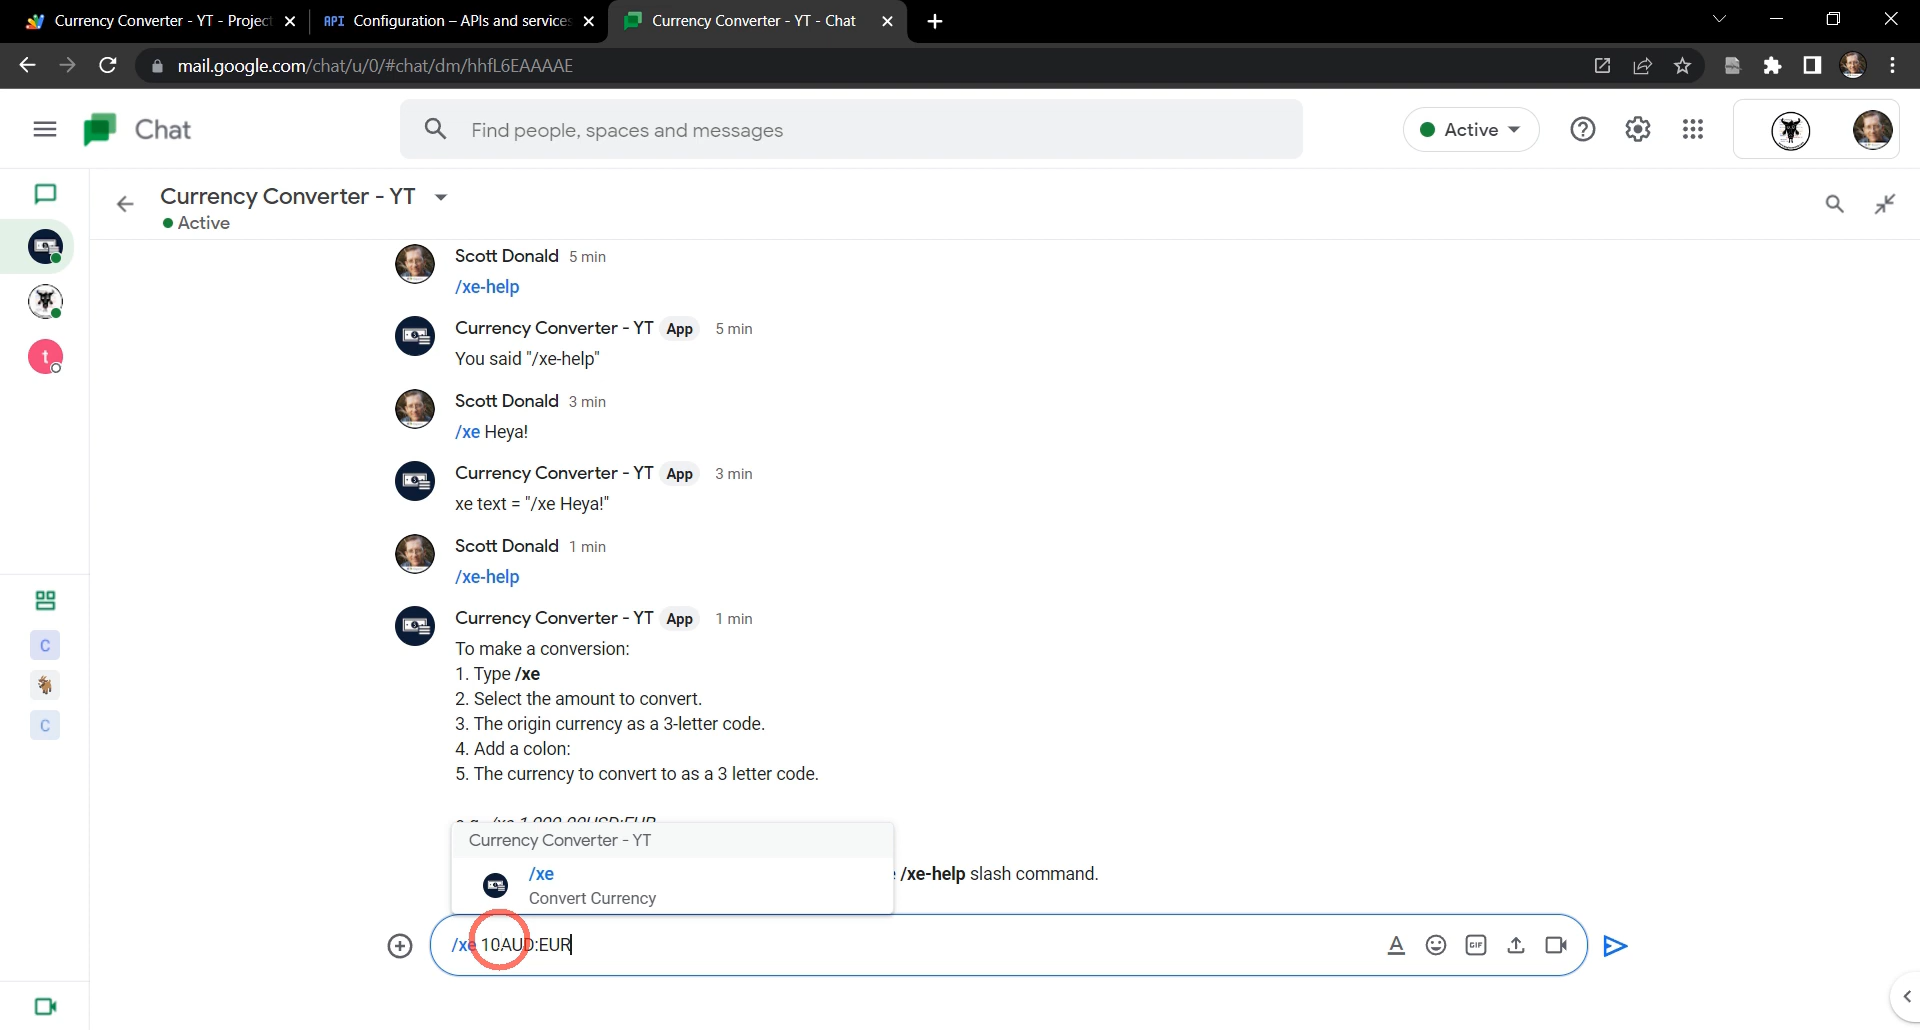 Currency Converter - YT - Project
API Configuration – APIs and services
Currency Converter - YT - Chat
mail.google.com/chat/u/0/#chat/dm/hhfL6EAAAAE
Chat
Find people, spaces and messages
Active
Currency Converter - YT
Active
Scott Donald 5 min
/xe-help
Currency Converter - YT App 5 min
You said "/xe-help"
Scott Donald 3 min
/xe Heya!
Currency Converter - YT App 3 min
xe text = "/xe Heya!"
Scott Donald 1 min
/xe-help
Currency Converter - YT App 1 min
To make a conversion:
1. Type /xe
2. Select the amount to convert.
3. The origin currency as a 3-letter code.
4. Add a colon:
5. The currency to convert to as a 3 letter code.
Currency Converter - YT
/xe
Convert Currency
/xe-help slash command.
/xe 10AUD:EUR
GIF
t
C
C